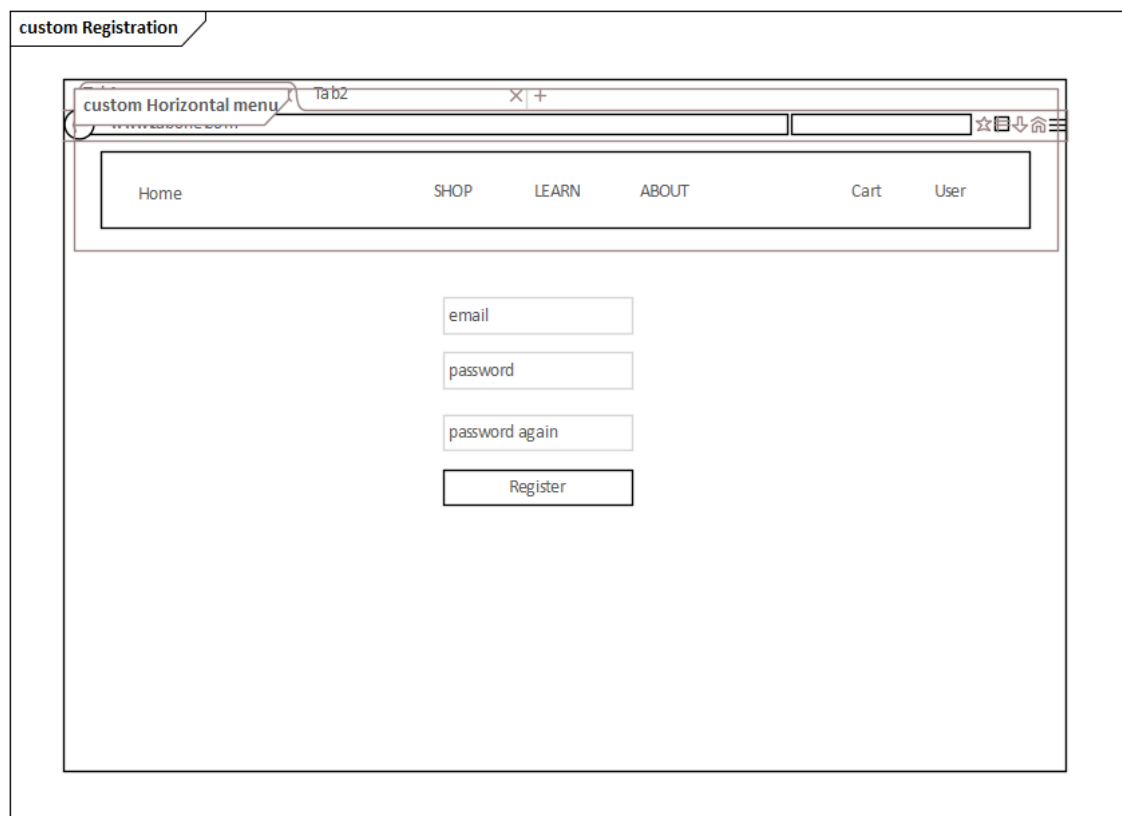 custom Registration
Tab2
custom Horizontal menu
Home SHOP LEARN ABOUT Cart User
email
password
password again
Register